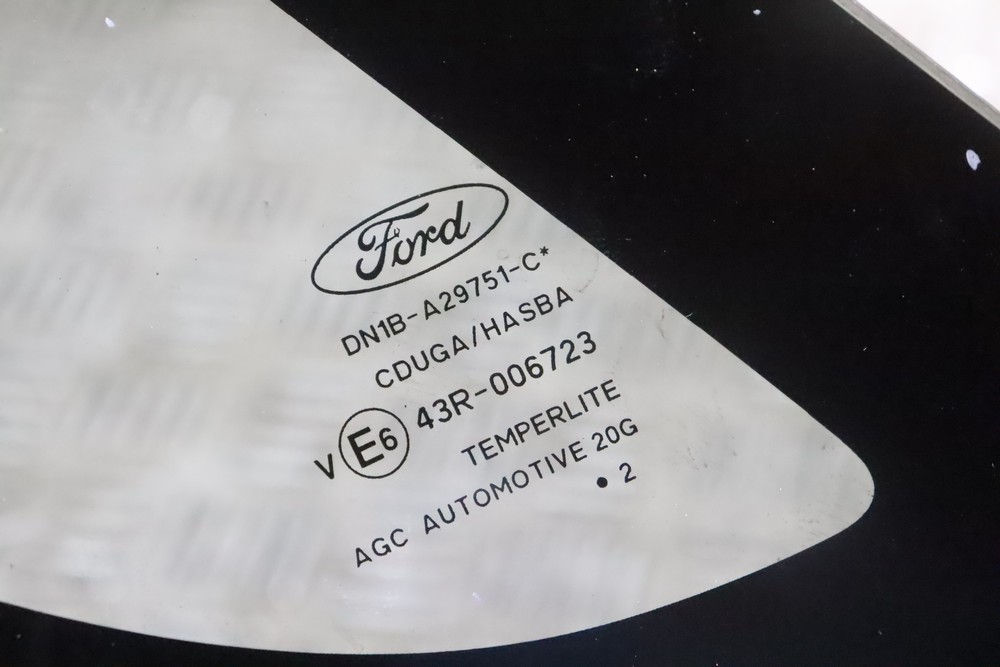 Ford
DN1B-A29751-C*
CDUGA/HASBA
43R-006723
V E6
TEMPERLITE
AGC AUTOMOTIVE 20G
• 2